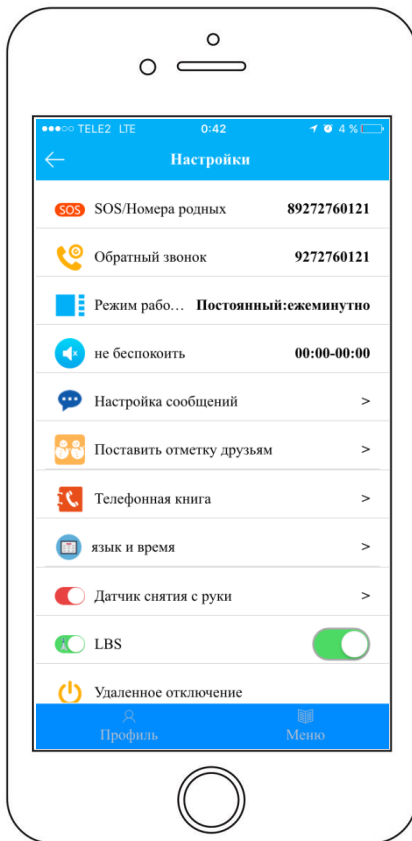 TELE2 LTE 0:42 4 %
Настройки
SOS SOS/Номера родных 89272760121
Обратный звонок 9272760121
Режим рабо... Постоянный:ежеминутно
не беспокоить 00:00-00:00
Настройка сообщений >
Поставить отметку друзьям >
Телефонная книга >
язык и время >
Датчик снятия с руки >
LBS
Удаленное отключение
Профиль Меню